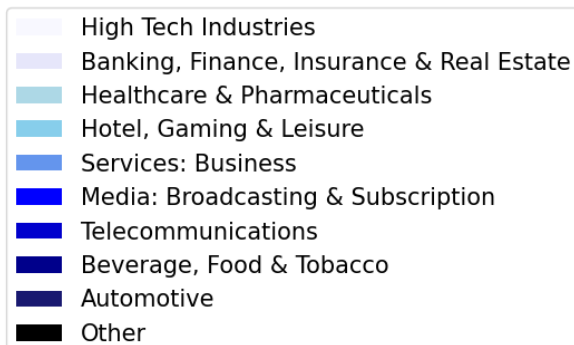 High Tech Industries
Banking, Finance, Insurance & Real Estate
Healthcare & Pharmaceuticals
Hotel, Gaming & Leisure
Services: Business
Media: Broadcasting & Subscription
Telecommunications
Beverage, Food & Tobacco
Automotive
Other